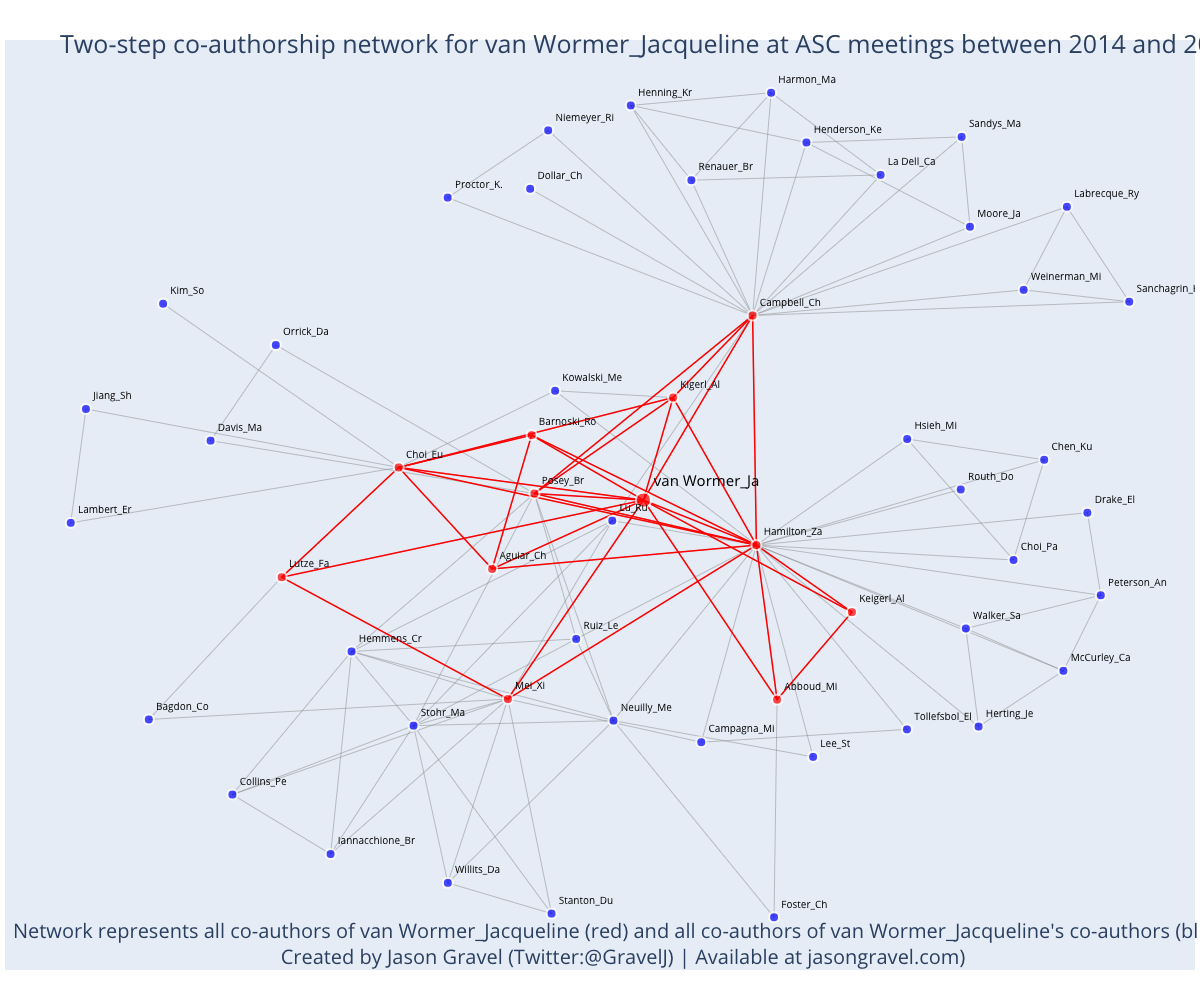 Two-step co-authorship network for van Wormer_Jacqueline at ASC meetings between 2014 and
Harmon_Ma
Henning_Kr
Niemeyer_Ri
Henderson_Ke
Sandys_Ma
Renauer_Br
La Dell_Ca
Dollar_Ch
Proctor_K.
Labrecque_Ry
Moore_Ja
Weinerman_Mi
Kim_So
Sanchagrin_
Campbell_Ch
Orrick_Da
Kowalski_Me
Kigerl_Al
Jiang_Sh
Barnoski_Ro
Davis_Ma
Hsieh_Mi
Chen_Ku
Choi_Eu
Posey_Br
van Wormer_Ja
Routh_Do
Drake_El
Lambert_Er
Lu_Ru
Hamilton_Za
Choi_Pa
Aguiar_Ch
Lutze_Fa
Peterson_An
Keigerl_Al
Walker_Sa
Ruiz_Le
Hemmens_Cr
McCurley_Ca
Mei_Xi
Abboud_Mi
Bagdon_Co
Stohr_Ma
Neuilly_Me
Tollefsbol_El
Herting_Je
Campagna_Mi
Lee_St
Collins_Pe
Iannacchione_Br
Willits_Da
Stanton_Du
Foster_Ch
Network represents all co-authors of van Wormer_Jacqueline (red) and all co-authors of van Wormer_Jacqueline's co-authors (bl
Created by Jason Gravel (Twitter:@GravelJ) | Available at jasongravel.com)